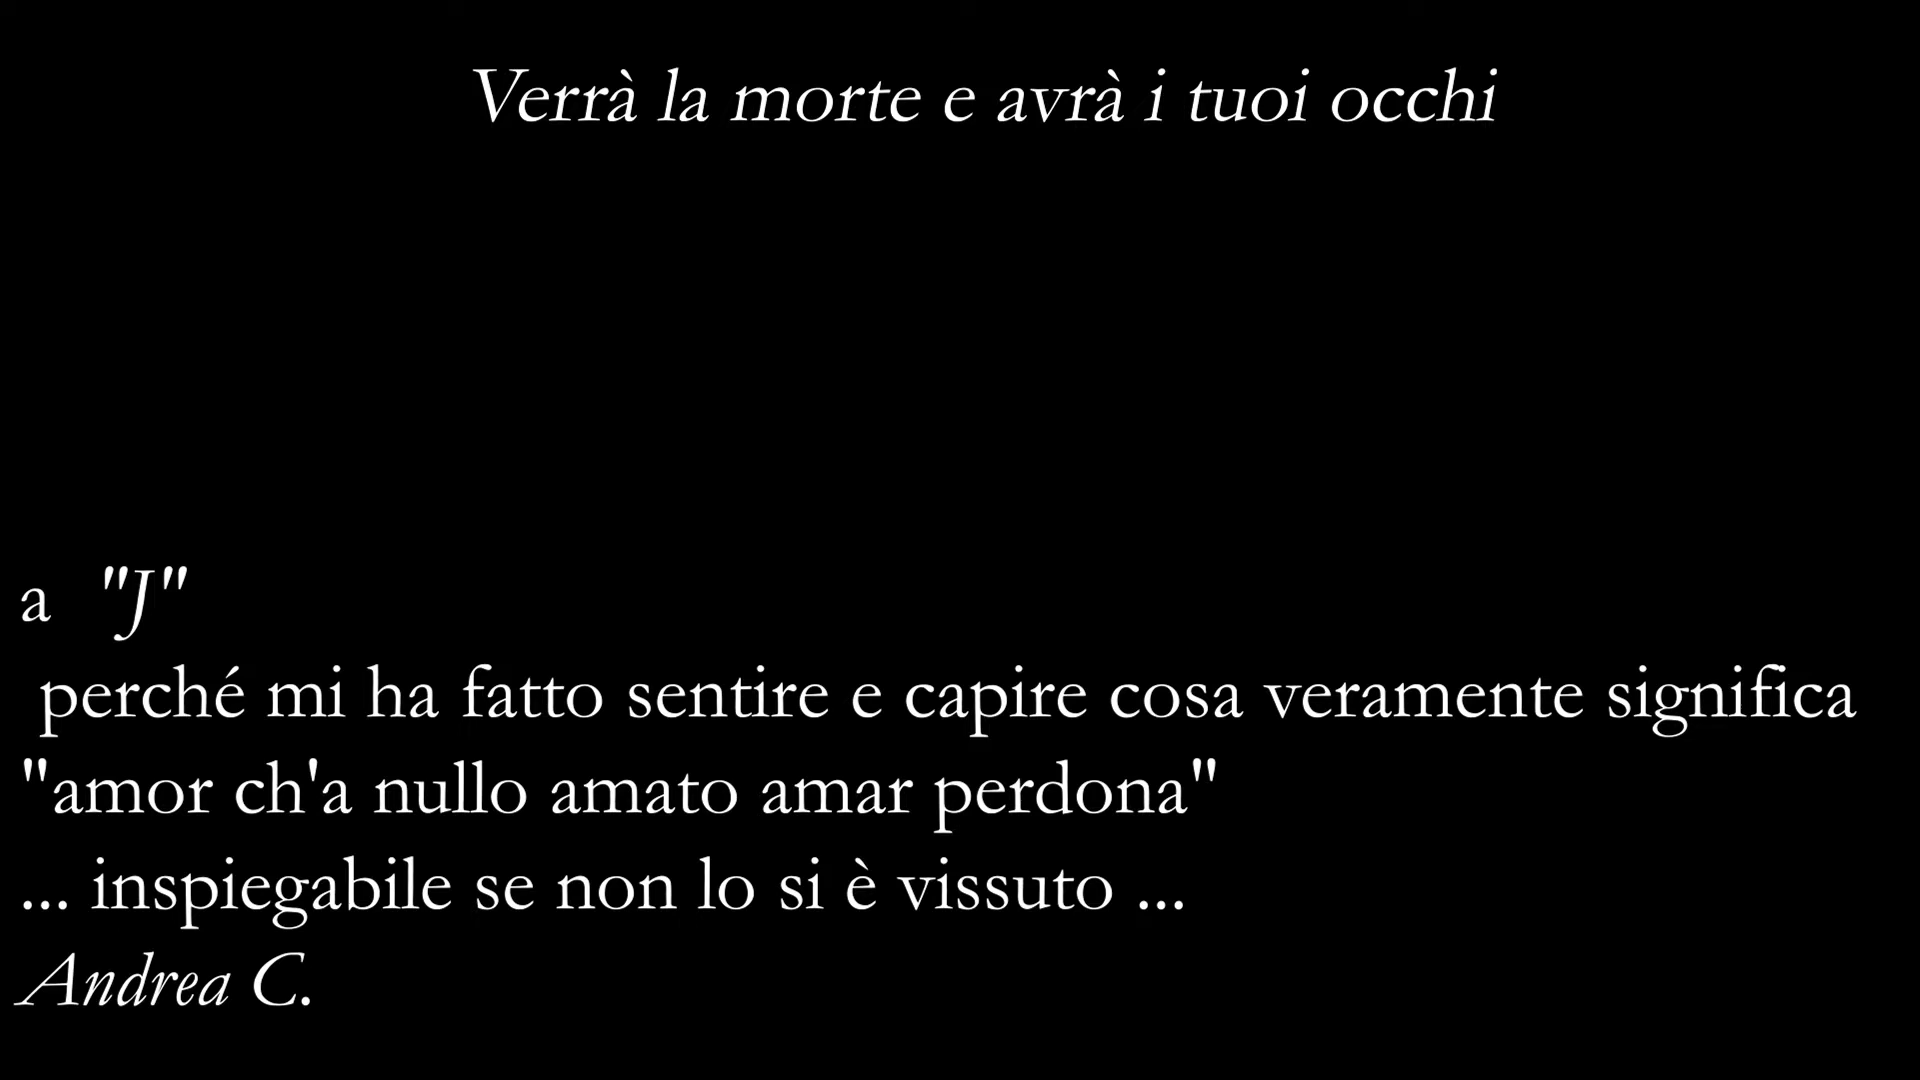 Verrà la morte e avrà i tuoi occhi
a "J"
perché mi ha fatto sentire e capire cosa veramente significa
"amor ch'a nullo amato amar perdona"
... inspiegabile se non lo si è vissuto ...
Andrea C.